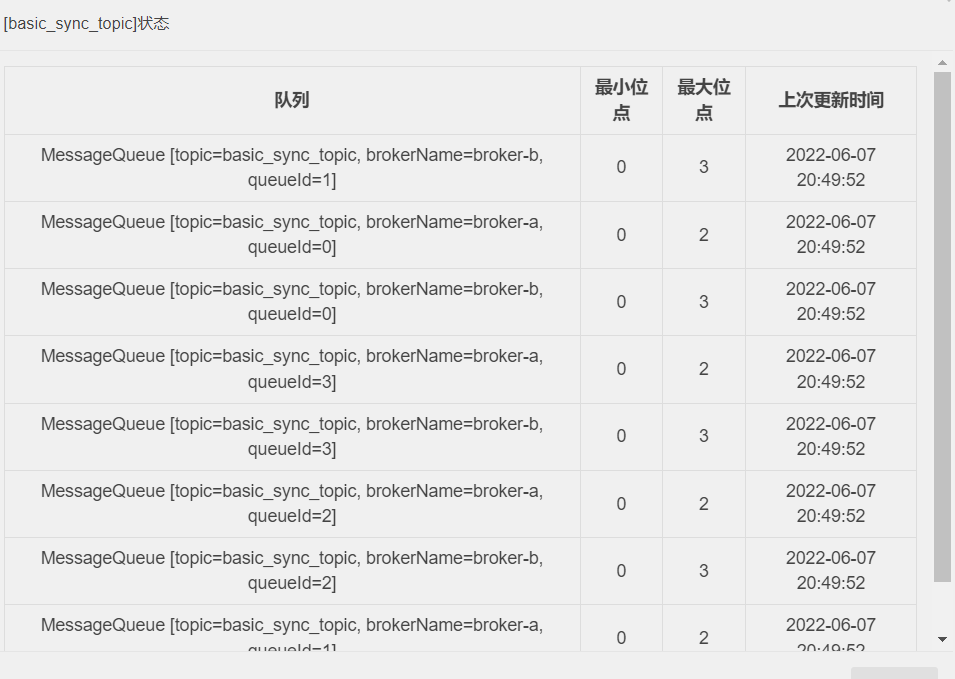 [basic_sync_topic]状态
队列
最小位
点
最大位
点
上次更新时间
MessageQueue [topic=basic_sync_topic, brokerName=broker-b,
queueId=1]
0
3
2022-06-07
20:49:52
MessageQueue [topic=basic_sync_topic, brokerName=broker-a,
queueId=0]
0
2
2022-06-07
20:49:52
MessageQueue [topic=basic_sync_topic, brokerName=broker-b,
queueId=0]
0
3
2022-06-07
20:49:52
MessageQueue [topic=basic_sync_topic, brokerName=broker-a,
queueId=3]
0
2
2022-06-07
20:49:52
MessageQueue [topic=basic_sync_topic, brokerName=broker-b,
queueId=3]
0
3
2022-06-07
20:49:52
MessageQueue [topic=basic_sync_topic, brokerName=broker-a,
queueId=2]
0
2
2022-06-07
20:49:52
MessageQueue [topic=basic_sync_topic, brokerName=broker-b,
queueId=2]
0
3
2022-06-07
20:49:52
MessageQueue [topic=basic_sync_topic, brokerName=broker-a,
queueId=1]
0
2
2022-06-07
20:49:52